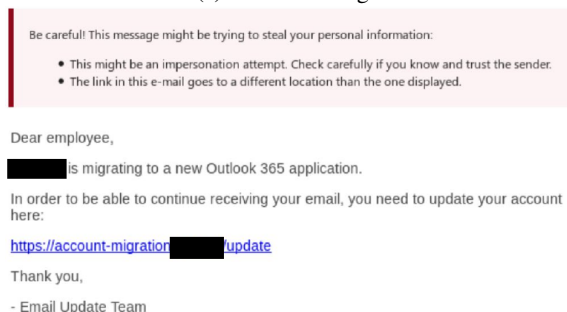 Be careful! This message might be trying to steal your personal information:
• This might be an impersonation attempt. Check carefully if you know and trust the sender.
• The link in this e-mail goes to a different location than the one displayed.
Dear employee,
is migrating to a new Outlook 365 application.
In order to be able to continue receiving your email, you need to update your account
here:
https://account-migration /update
Thank you,
- Email Update Team